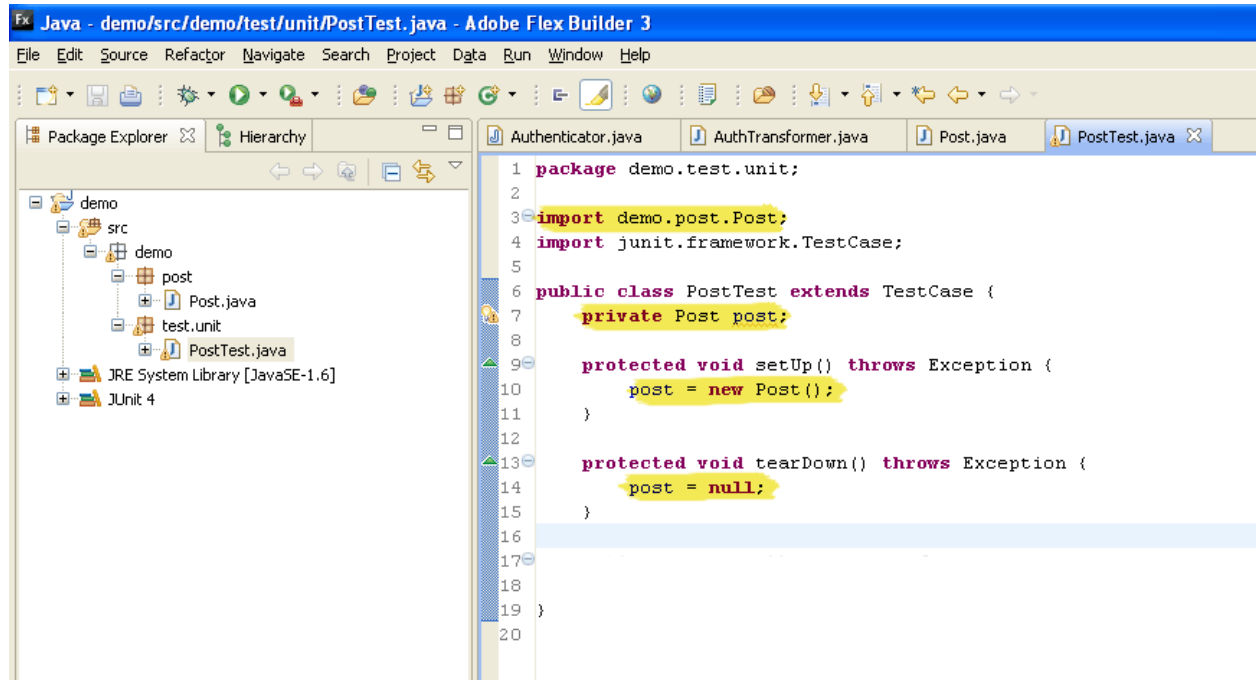 Fx Java - demo/src/demo/test/unit/PostTest.java - Adobe Flex Builder 3
File Edit Source Refactor Navigate Search Project Data Run Window Help
Package Explorer Hierarchy
demo
src
demo
post
J Post.java
test.unit
J PostTest.java
JRE System Library [JavaSE-1.6]
JUnit 4
J Authenticator.java J AuthTransformer.java J Post.java J PostTest.java
1 package demo.test.unit;
2
3 import demo.post.Post;
4 import junit.framework.TestCase;
5
6 public class PostTest extends TestCase {
7 private Post post;
8
9 protected void setUp() throws Exception {
10 post = new Post();
11 }
12
13 protected void tearDown() throws Exception {
14 post = null;
15 }
16
17
18
19 }
20